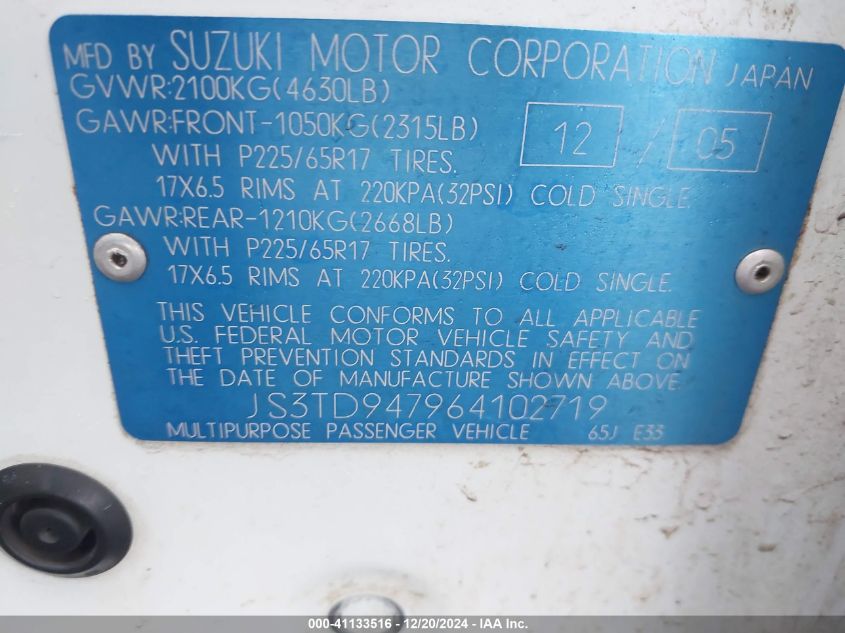 MFD BY SUZUKI MOTOR CORPORATION JAPAN
GVWR:2100KG(4630LB)
GAWR:FRONT-1050KG(2315LB) 12 / 05
WITH P225/65R17 TIRES.
17X6.5 RIMS AT 220KPA(32PSI) COLD SINGLE.
GAWR:REAR-1210KG(2668LB)
WITH P225/65R17 TIRES.
17X6.5 RIMS AT 220KPA(32PSI) COLD SINGLE.
THIS VEHICLE CONFORMS TO ALL APPLICABLE
U.S. FEDERAL MOTOR VEHICLE SAFETY AND
THEFT PREVENTION STANDARDS IN EFFECT ON
THE DATE OF MANUFACTURE SHOWN ABOVE.
JS3TD947964102719
MULTIPURPOSE PASSENGER VEHICLE 65J E33
000-41133516 - 12/20/2024 - IAAI Inc.